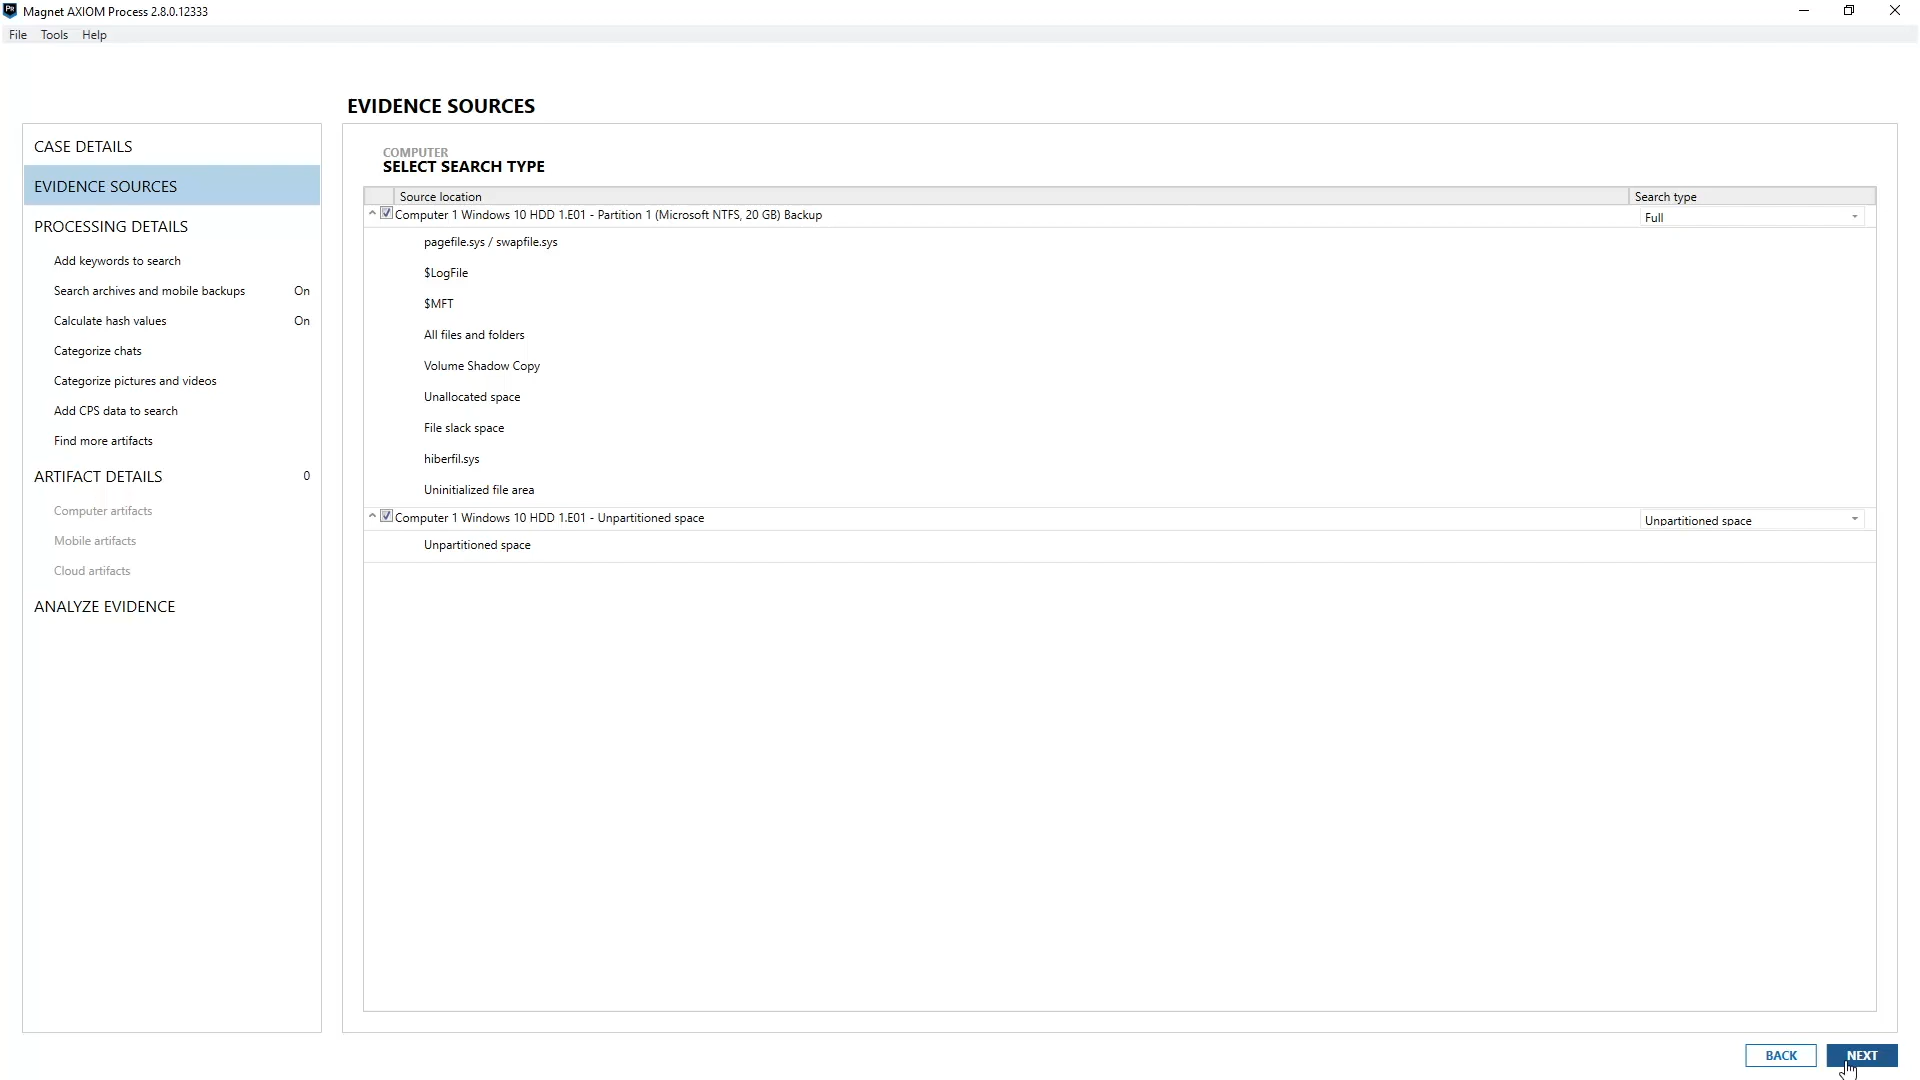 Magnet AXIOM Process 2.8.0.12333
File Tools Help
EVIDENCE SOURCES
CASE DETAILS
EVIDENCE SOURCES
PROCESSING DETAILS
Add keywords to search
Search archives and mobile backups On
Calculate hash values On
Categorize chats
Categorize pictures and videos
Add CPS data to search
Find more artifacts
ARTIFACT DETAILS 0
Computer artifacts
Mobile artifacts
Cloud artifacts
ANALYZE EVIDENCE
COMPUTER
SELECT SEARCH TYPE
Source location Search type
Computer 1 Windows 10 HDD 1.E01 - Partition 1 (Microsoft NTFS, 20 GB) Backup Full
pagefile.sys / swapfile.sys
$LogFile
$MFT
All files and folders
Volume Shadow Copy
Unallocated space
File slack space
hiberfil.sys
Uninitialized file area
Computer 1 Windows 10 HDD 1.E01 - Unpartitioned space Unpartitioned space
Unpartitioned space
BACK NEXT